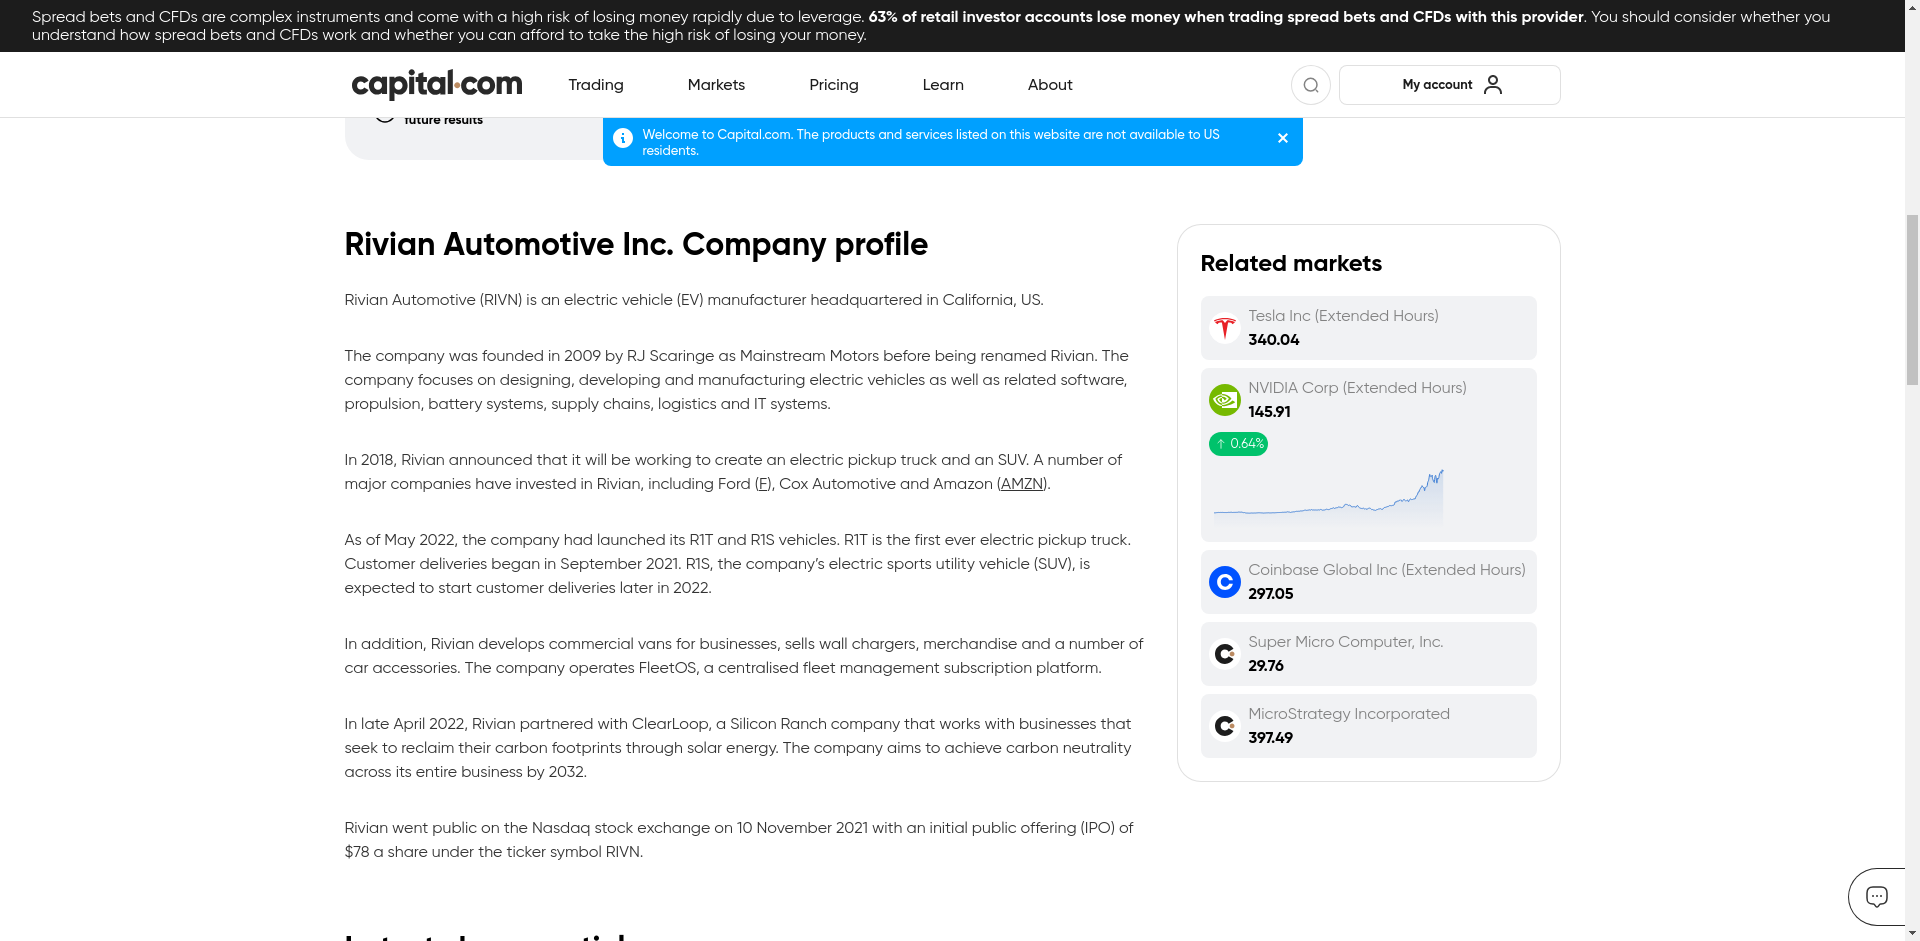 Spread bets and CFDs are complex instruments and come with a high risk of losing money rapidly due to leverage. 63% of retail investor accounts lose money when trading spread bets and CFDs with this provider. You should consider whether you
understand how spread bets and CFDs work and whether you can afford to take the high risk of losing your money.
capital.com
Trading
Markets
Pricing
Learn
About
My account
future results
Welcome to Capital.com. The products and services listed on this website are not available to US
residents.
Rivian Automotive Inc. Company profile
Rivian Automotive (RIVN) is an electric vehicle (EV) manufacturer headquartered in California, US.
The company was founded in 2009 by RJ Scaringe as Mainstream Motors before being renamed Rivian. The
company focuses on designing, developing and manufacturing electric vehicles as well as related software,
propulsion, battery systems, supply chains, logistics and IT systems.
In 2018, Rivian announced that it will be working to create an electric pickup truck and an SUV. A number of
major companies have invested in Rivian, including Ford (F), Cox Automotive and Amazon (AMZN).
As of May 2022, the company had launched its R1T and R1S vehicles. R1T is the first ever electric pickup truck.
Customer deliveries began in September 2021. R1S, the company’s electric sports utility vehicle (SUV), is
expected to start customer deliveries later in 2022.
In addition, Rivian develops commercial vans for businesses, sells wall chargers, merchandise and a number of
car accessories. The company operates FleetOS, a centralised fleet management subscription platform.
In late April 2022, Rivian partnered with ClearLoop, a Silicon Ranch company that works with businesses that
seek to reclaim their carbon footprints through solar energy. The company aims to achieve carbon neutrality
across its entire business by 2032.
Rivian went public on the Nasdaq stock exchange on 10 November 2021 with an initial public offering (IPO) of
$78 a share under the ticker symbol RIVN.
Related markets
Tesla Inc (Extended Hours)
340.04
NVIDIA Corp (Extended Hours)
145.91
↑ 0.64%
Coinbase Global Inc (Extended Hours)
297.05
Super Micro Computer, Inc.
29.76
MicroStrategy Incorporated
397.49